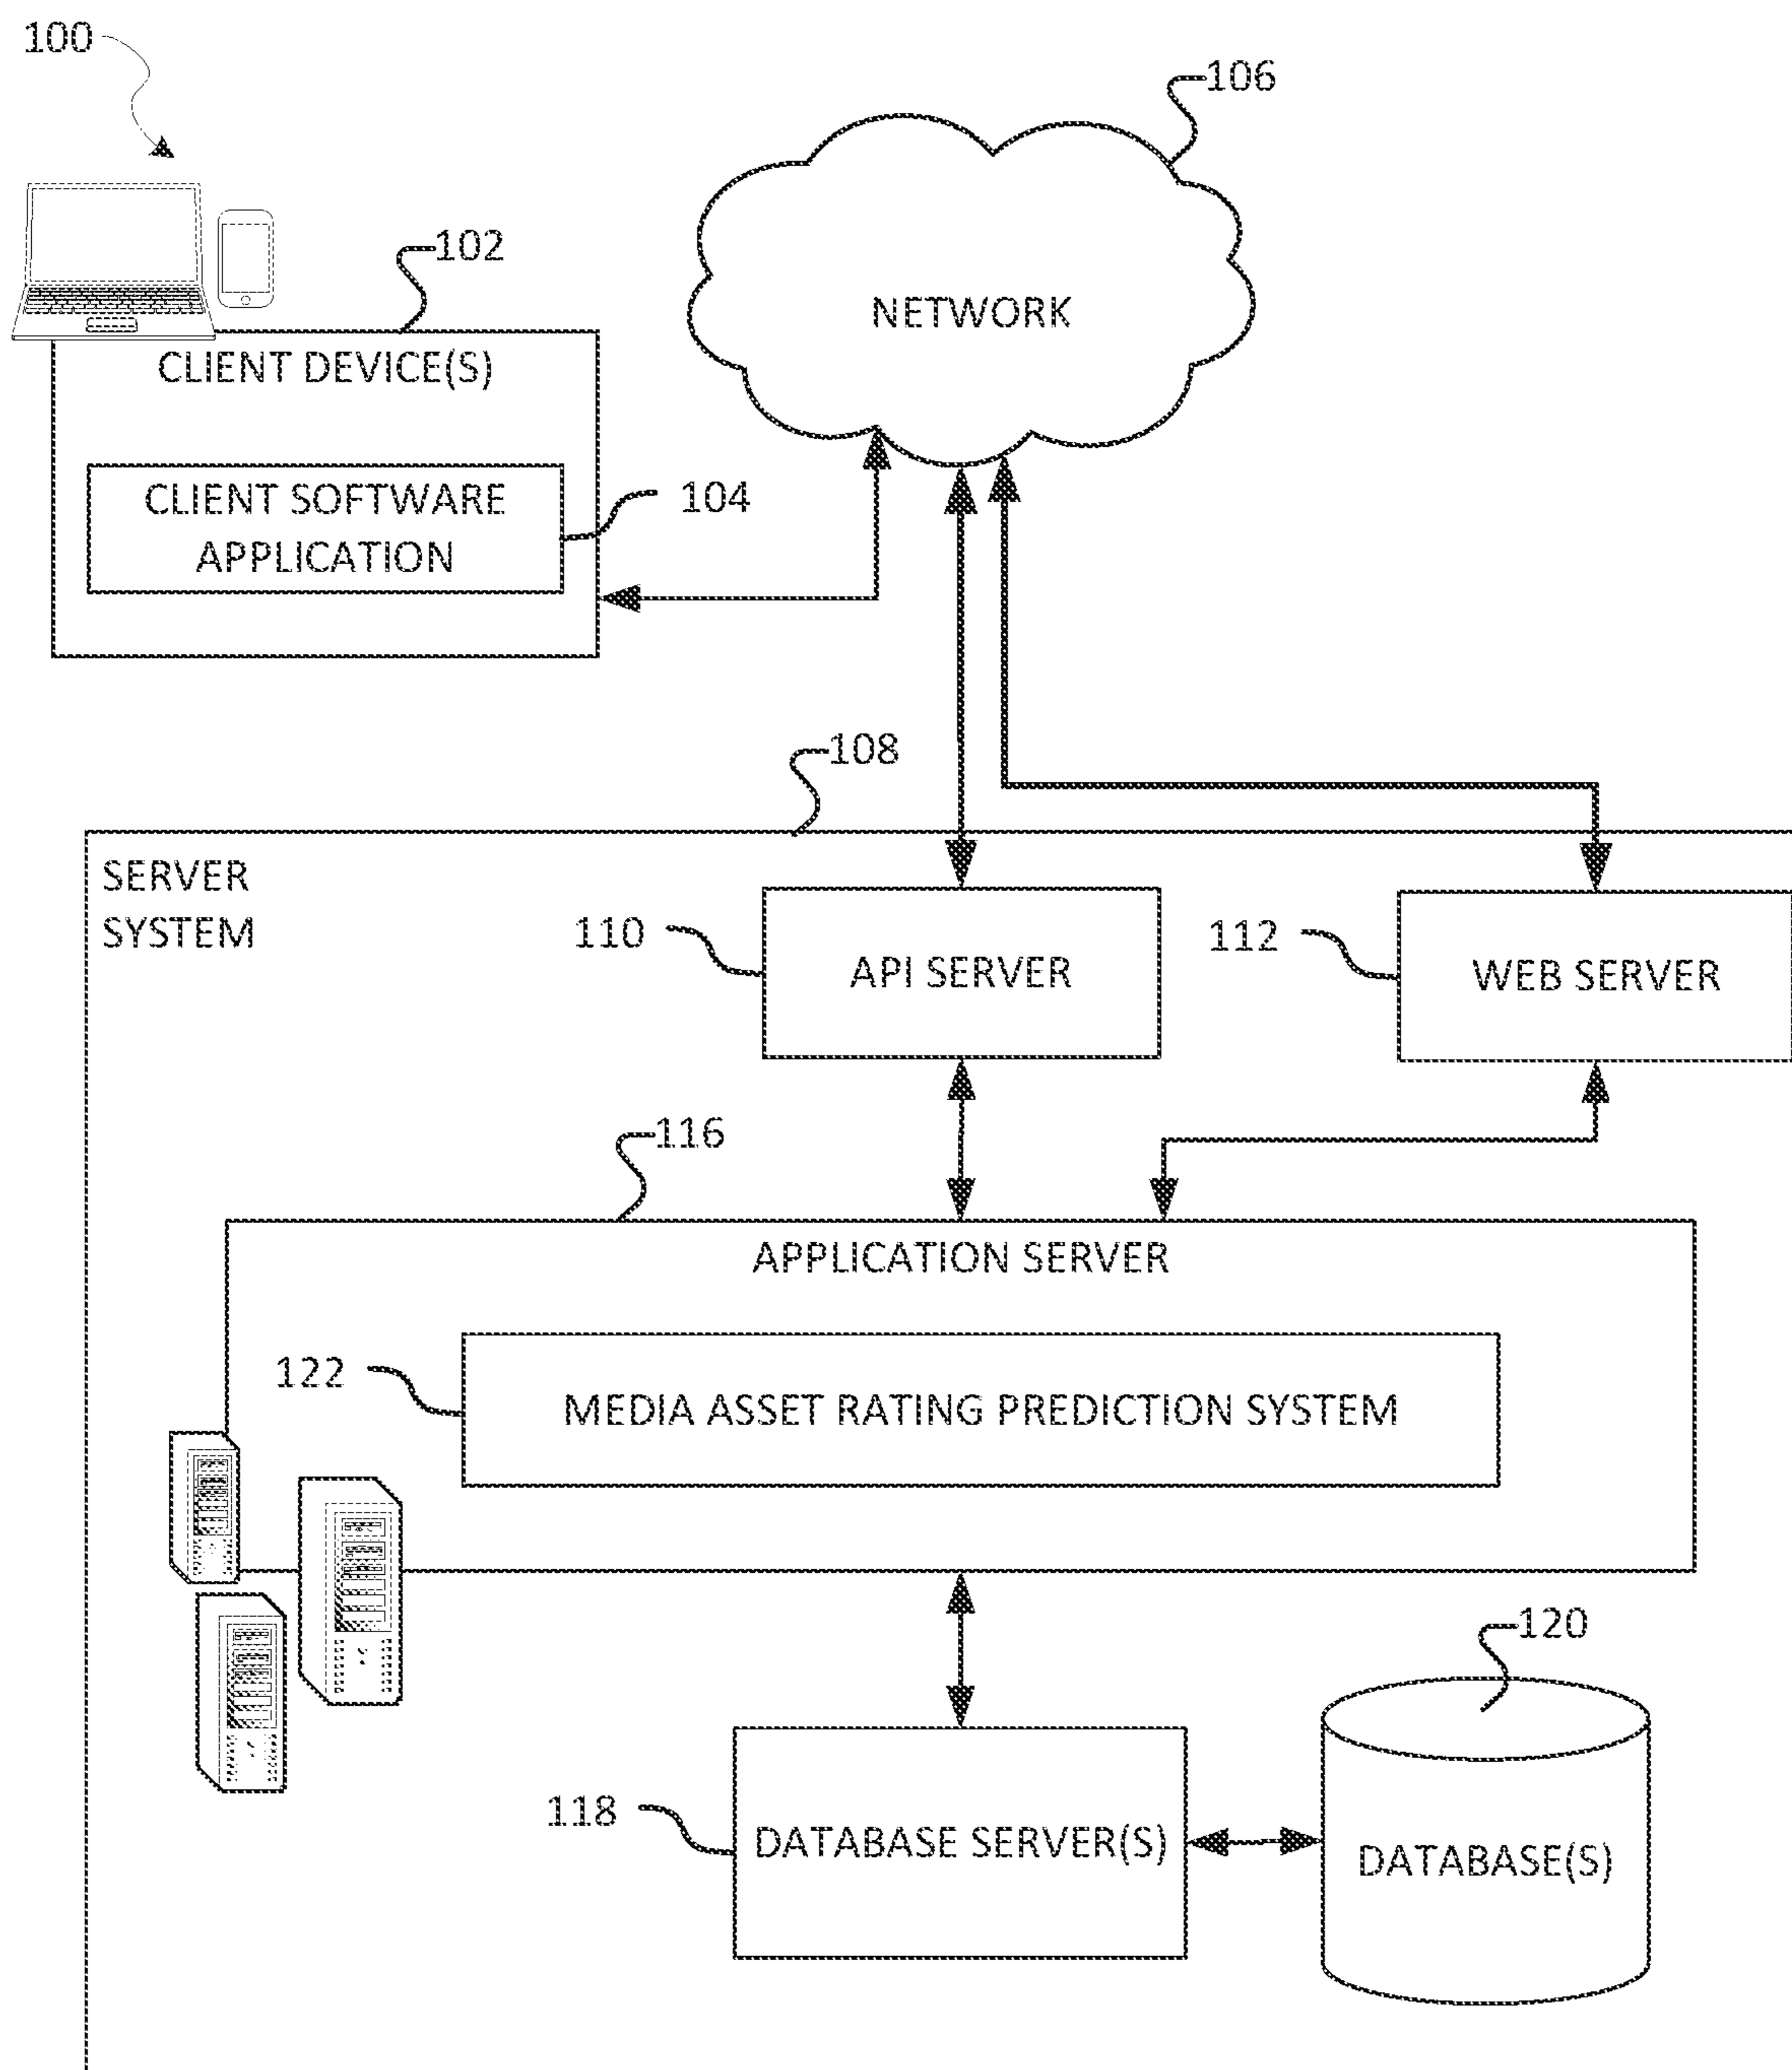 100
106
102
NETWORK
CLIENT DEVICE(S)
CLIENT SOFTWARE
APPLICATION
104
108
SERVER
SYSTEM
110
API SERVER
112
WEB SERVER
116
APPLICATION SERVER
122
MEDIA ASSET RATING PREDICTION SYSTEM
120
118
DATABASE SERVER(S)
DATABASE(S)